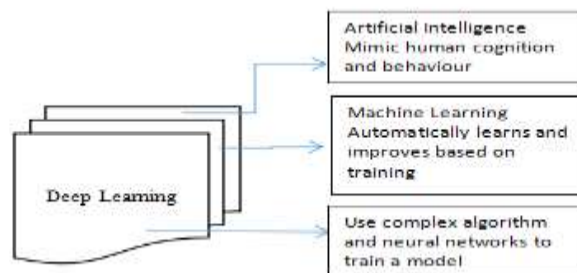 Artificial Intelligence
Mimic human cognition
and behaviour
Machine Learning
Automatically learns and
improves based on
training
Deep Learning
Use complex algorithm
and neural networks to
train a model